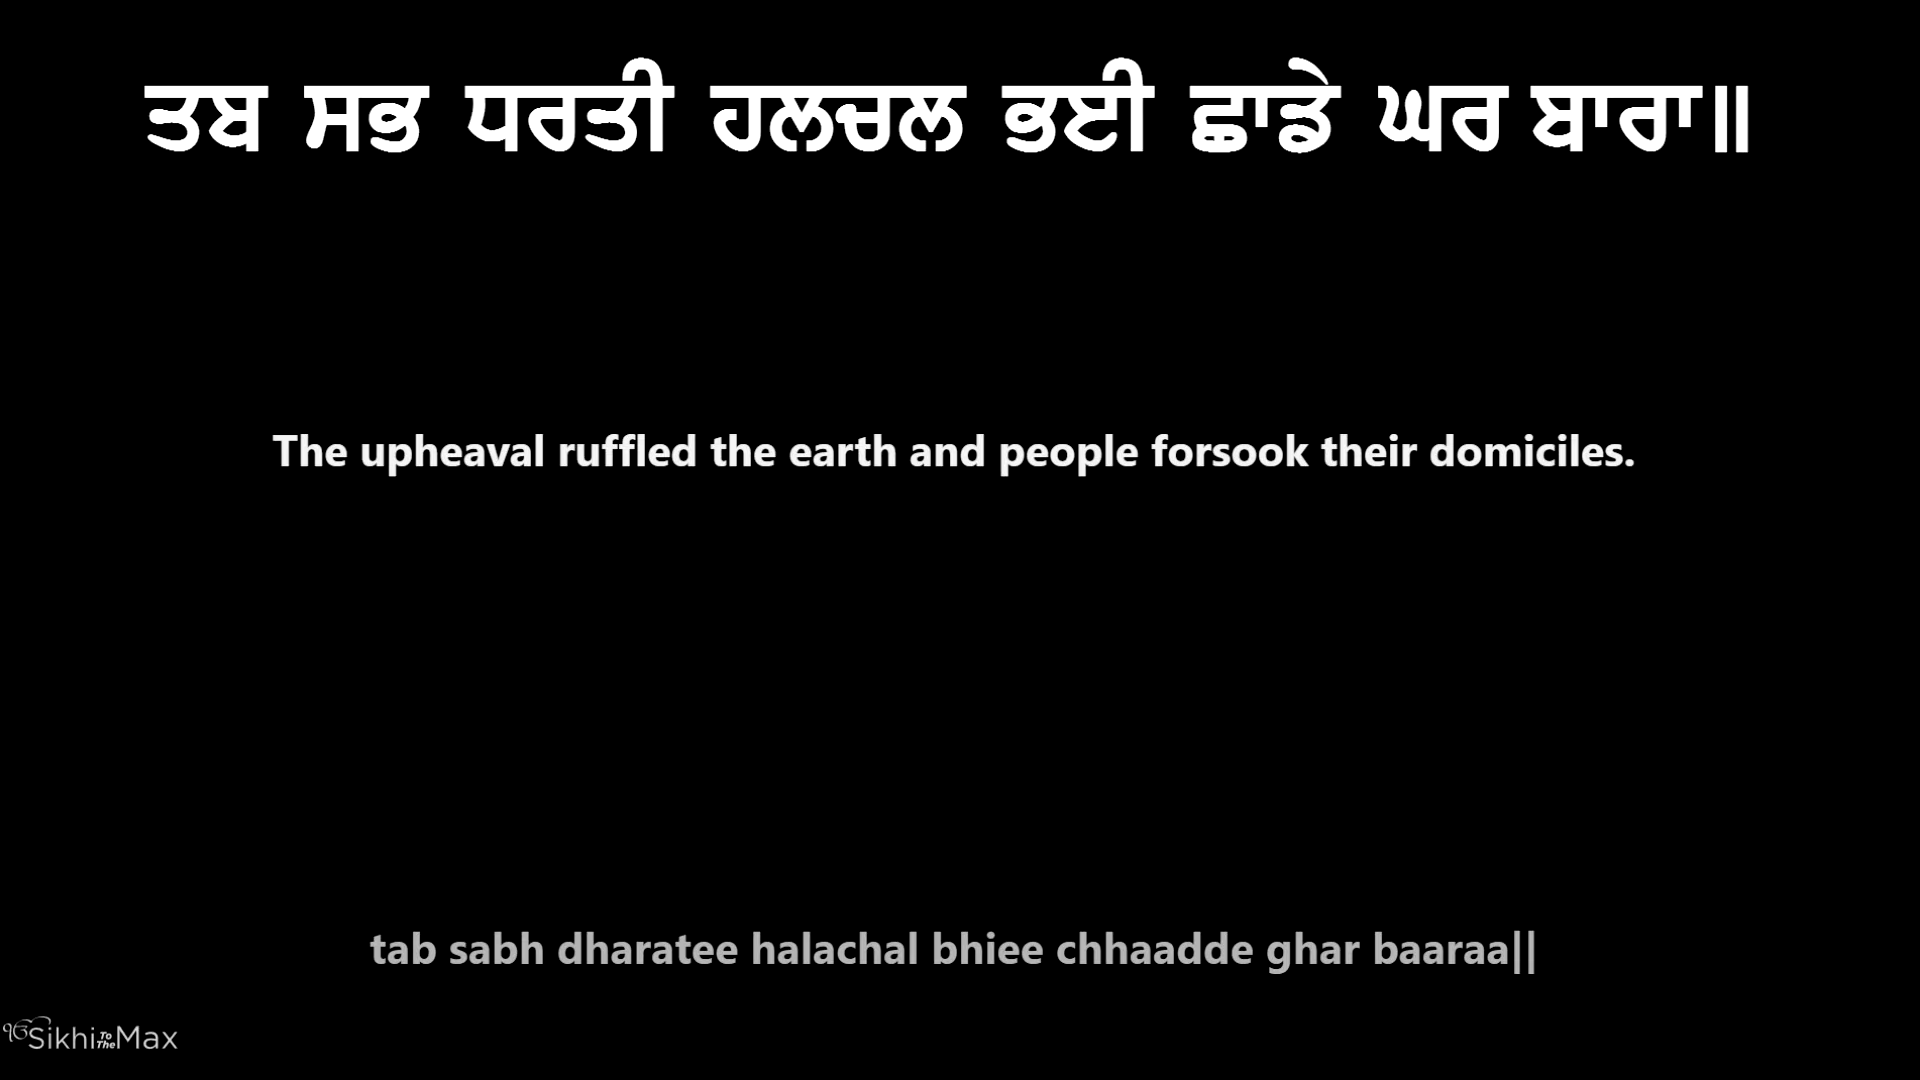 ਤਬ ਸਭ ਧਰਤੀ ਹਲਚਲ ਭਈ ਛਾਡੇ ਘਰ ਬਾਰਾ॥
The upheaval ruffled the earth and people forsook their domiciles.
tab sabh dharatee halachal bhiee chhaadde ghar baaraa||
ੴSikhiToTheMax